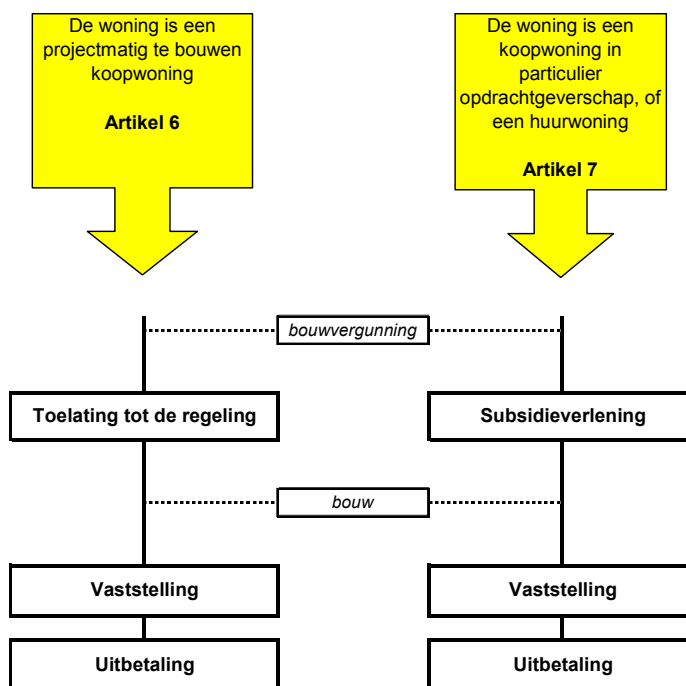 De woning is een
projectmatig te bouwen
koopwoning
Artikel 6
De woning is een
koopwoning in
particulier
opdrachtgeverschap, of
een huurwoning
Artikel 7
bouwvergunning
Toelating tot de regeling
Subsidieverlening
bouw
Vaststelling
Vaststelling
Uitbetaling
Uitbetaling